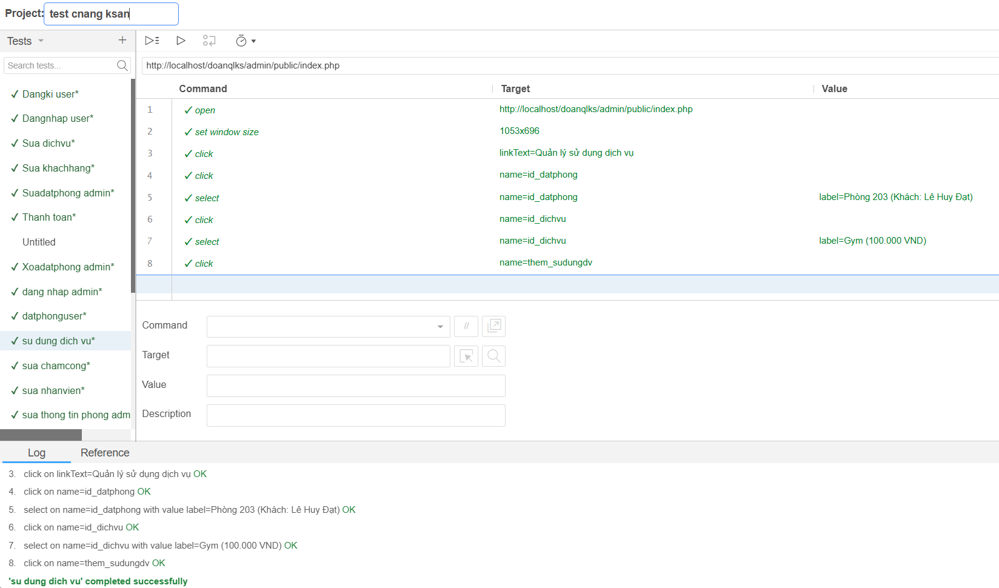 Project: test cnang ksan
Tests
Search tests...
Dangki user*
Dangnhap user*
Sua dichvu*
Sua khachhang*
Suadatphong admin*
Thanh toan*
Untitled
Xoadatphong admin*
dang nhap admin*
datphonguser*
su dung dich vu*
sua chamcong*
sua nhanvien*
sua thong tin phong adm
http://localhost/doanqlks/admin/public/index.php
Command Target Value
1 open http://localhost/doanqlks/admin/public/index.php
2 set window size 1053x696
3 click linkText=Quản lý sử dụng dịch vụ
4 click name=id_datphong
5 select name=id_datphong label=Phòng 203 (Khách: Lê Huy Đạt)
6 click name=id_dichvu
7 select name=id_dichvu label=Gym (100.000 VND)
8 click name=them_sudungdv
Command //
Target
Value
Description
Log Reference
3. click on linkText=Quản lý sử dụng dịch vụ OK
4. click on name=id_datphong OK
5. select on name=id_datphong with value label=Phòng 203 (Khách: Lê Huy Đạt) OK
6. click on name=id_dichvu OK
7. select on name=id_dichvu with value label=Gym (100.000 VND) OK
8. click on name=them_sudungdv OK
'su dung dich vu' completed successfully